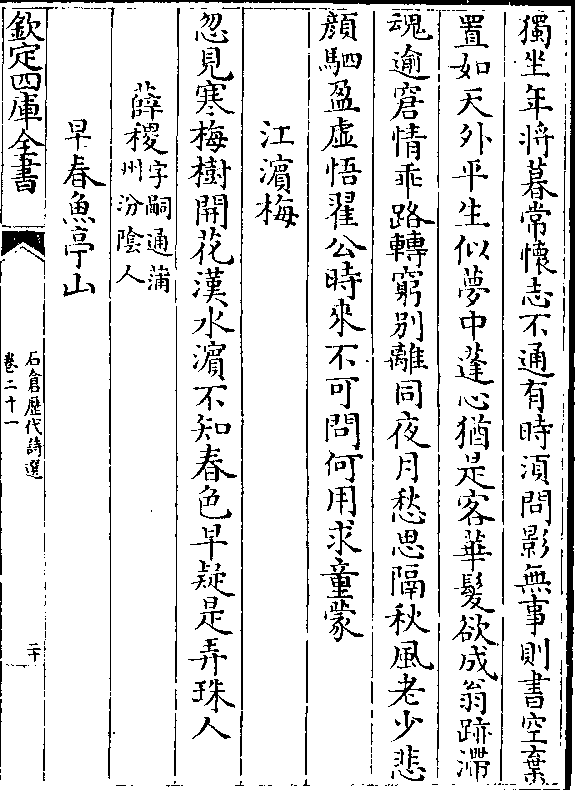 獨坐年將暮常懷志不通有時湏問影無事則書空棄
置如天外平生似夢中蓬心猶是客華髮欲成翁跡滯
魂逾窘情乖路轉窮别離同夜月愁思隔秋風老少悲
顔駟盈虛悟翟公時來不可問何用求童蒙
江濵梅
忽見寒梅樹開花漢水濵不知春色早疑是弄珠人
薛稷字嗣通蒲
州汾陰人
早春魚亭山
欽定四庫全書
石倉歷代詩選
卷二十一
二十